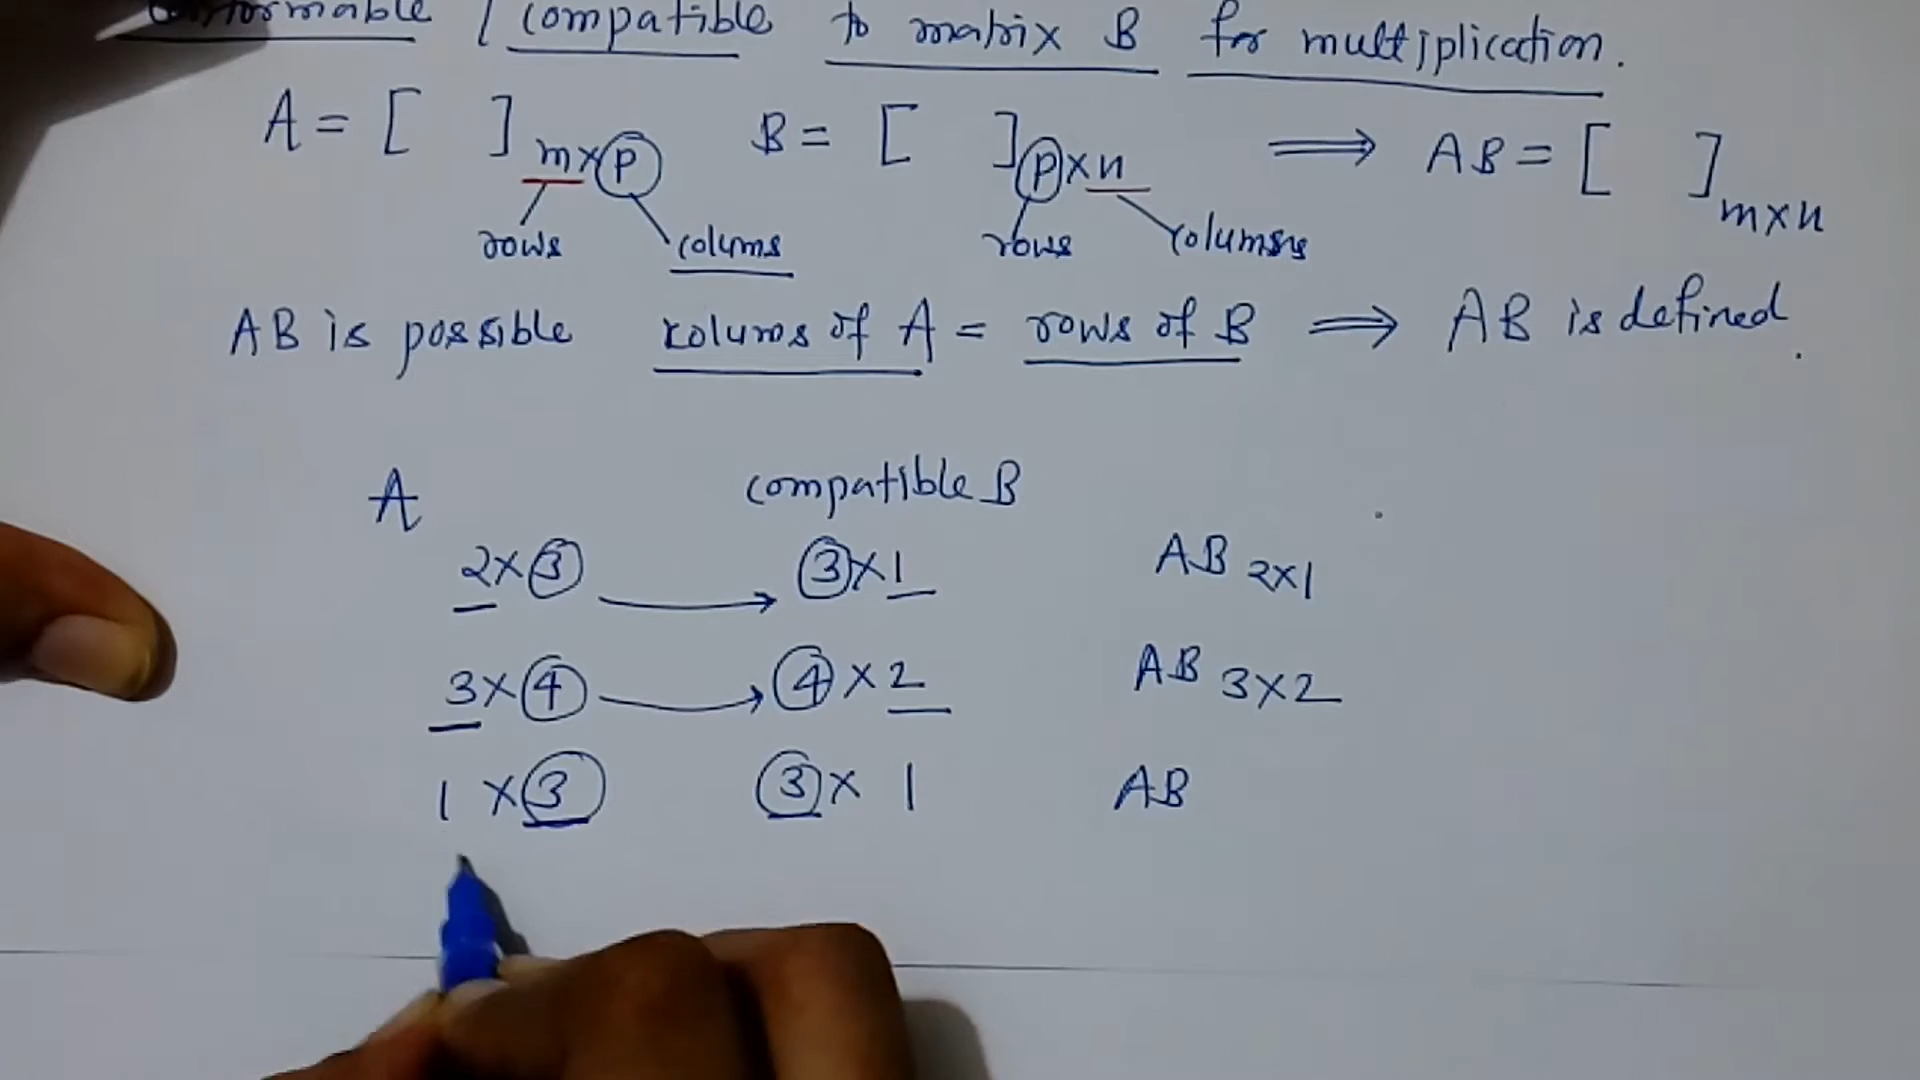 compatible to matrix B for multiplication.
A = [ ] m×p B = [ ] p×n ⟹ AB = [ ] m×n
rows colums rows columsn
AB is possible colums of A = rows of B ⟹ AB is defined.
A compatible B
2×3 → 3×1 AB 2×1
3×4 → 4×2 AB 3×2
1×3 3×1 AB